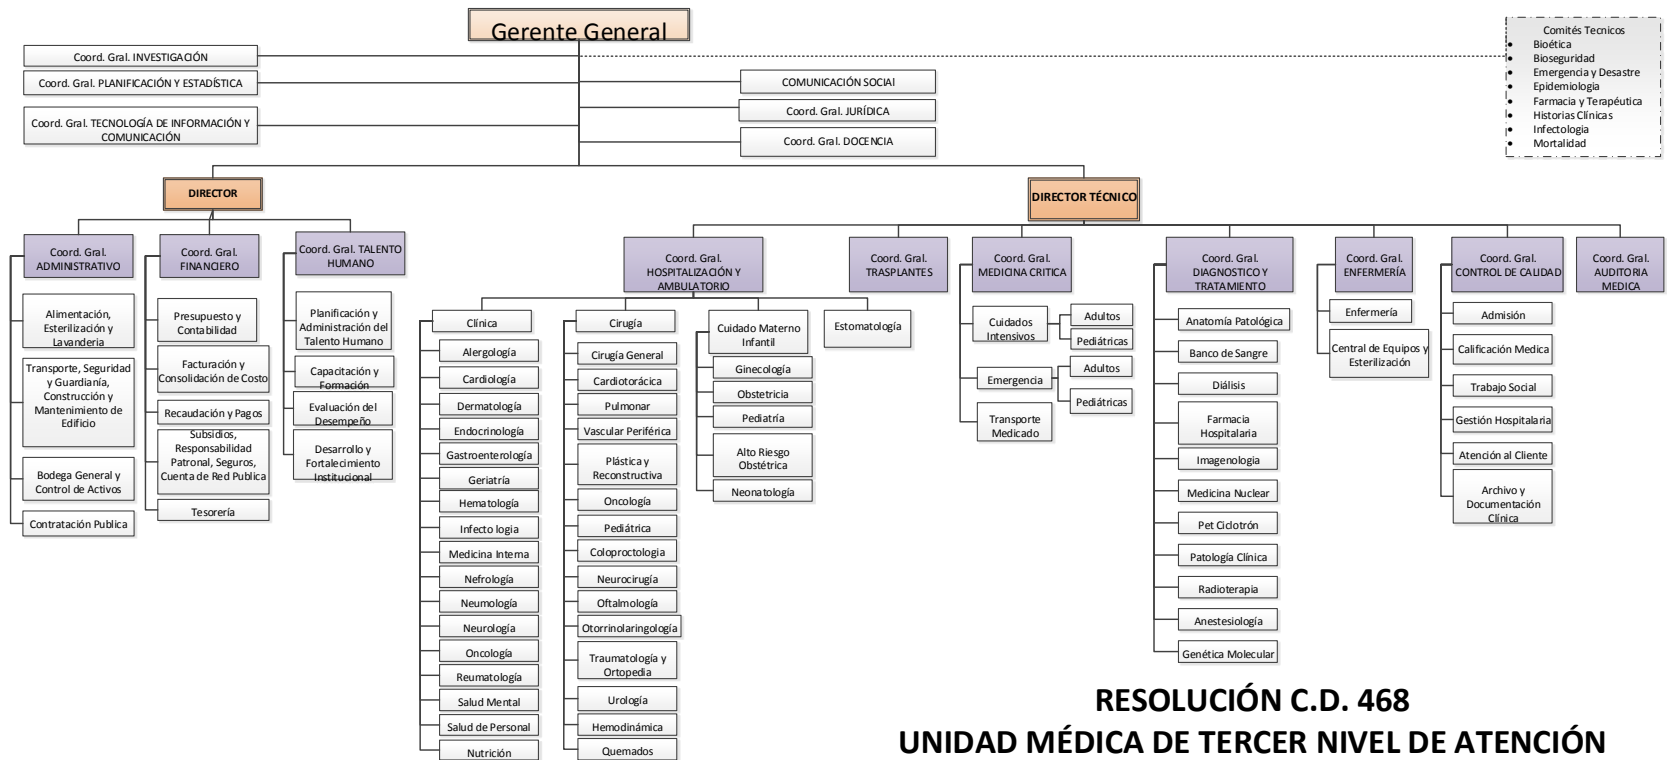 Gerente General
Coord. Gral. INVESTIGACIÓN
Coord. Gral. PLANIFICACIÓN Y ESTADÍSTICA
Coord. Gral. TECNOLOGÍA DE INFORMACIÓN Y
COMUNICACIÓN
COMUNICACIÓN SOCIAl
Coord. Gral. JURÍDICA
Coord. Gral. DOCENCIA
Comités Tecnicos
• Bioética
• Bioseguridad
• Emergencia y Desastre
• Epidemiologia
• Farmacia y Terapéutica
• Historias Clínicas
• Infectologia
• Mortalidad
DIRECTOR
DIRECTOR TÉCNICO
Coord. Gral.
ADMINISTRATIVO
Alimentación,
Esterilización y
Lavanderia
Transporte, Seguridad
y Guardianía,
Construcción y
Mantenimiento de
Edificio
Bodega General y
Control de Activos
Contratación Publica
Coord. Gral.
FINANCIERO
Presupuesto y
Contabilidad
Facturación y
Consolidación de Costo
Recaudación y Pagos
Subsidios,
Responsabilidad
Patronal, Seguros,
Cuenta de Red Publica
Tesorería
Coord. Gral. TALENTO
HUMANO
Planificación y
Administración del
Talento Humano
Capacitación y
Formación
Evaluación del
Desempeño
Desarrollo y
Fortalecimiento
Institucional
Coord. Gral.
HOSPITALIZACIÓN Y
AMBULATORIO
Clínica
Alergología
Cardiología
Dermatología
Endocrinología
Gastroenterología
Geriatría
Hematología
Infecto logia
Medicina Interna
Nefrología
Neumología
Neurología
Oncología
Reumatología
Salud Mental
Salud de Personal
Nutrición
Cirugía
Cirugía General
Cardiotorácica
Pulmonar
Vascular Periférica
Plástica y
Reconstructiva
Oncología
Pediátrica
Coloproctologia
Neurocirugía
Oftalmología
Otorrinolaringología
Traumatología y
Ortopedia
Urología
Hemodinámica
Quemados
Cuidado Materno
Infantil
Ginecología
Obstetricia
Pediatría
Alto Riesgo
Obstétrica
Neonatología
Estomatología
Coord. Gral.
TRASPLANTES
Coord. Gral.
MEDICINA CRITICA
Cuidados
Intensivos
Adultos
Pediátricas
Emergencia
Adultos
Pediátricas
Transporte
Medicado
Coord. Gral.
DIAGNOSTICO Y
TRATAMIENTO
Anatomía Patológica
Banco de Sangre
Diálisis
Farmacia
Hospitalaria
Imagenologia
Medicina Nuclear
Pet Ciclotrón
Patología Clínica
Radioterapia
Anestesiología
Genética Molecular
Coord. Gral.
ENFERMERÍA
Enfermería
Central de Equipos y
Esterilización
Coord. Gral.
CONTROL DE CALIDAD
Admisión
Calificación Medica
Trabajo Social
Gestión Hospitalaria
Atención al Cliente
Archivo y
Documentación
Clínica
Coord. Gral.
AUDITORIA
MEDICA
RESOLUCIÓN C.D. 468
UNIDAD MÉDICA DE TERCER NIVEL DE ATENCIÓN